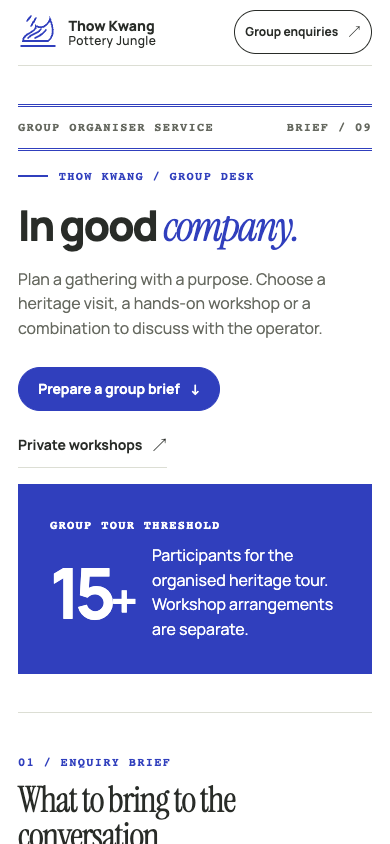 Thow Kwang
Pottery Jungle
Group enquiries ↗
GROUP ORGANISER SERVICE
BRIEF / 09
THOW KWANG / GROUP DESK
In good company.
Plan a gathering with a purpose. Choose a
heritage visit, a hands-on workshop or a
combination to discuss with the operator.
Prepare a group brief ↓
Private workshops ↗
GROUP TOUR THRESHOLD
15+
Participants for the
organised heritage tour.
Workshop arrangements
are separate.
01 / ENQUIRY BRIEF
What to bring to the
conversation